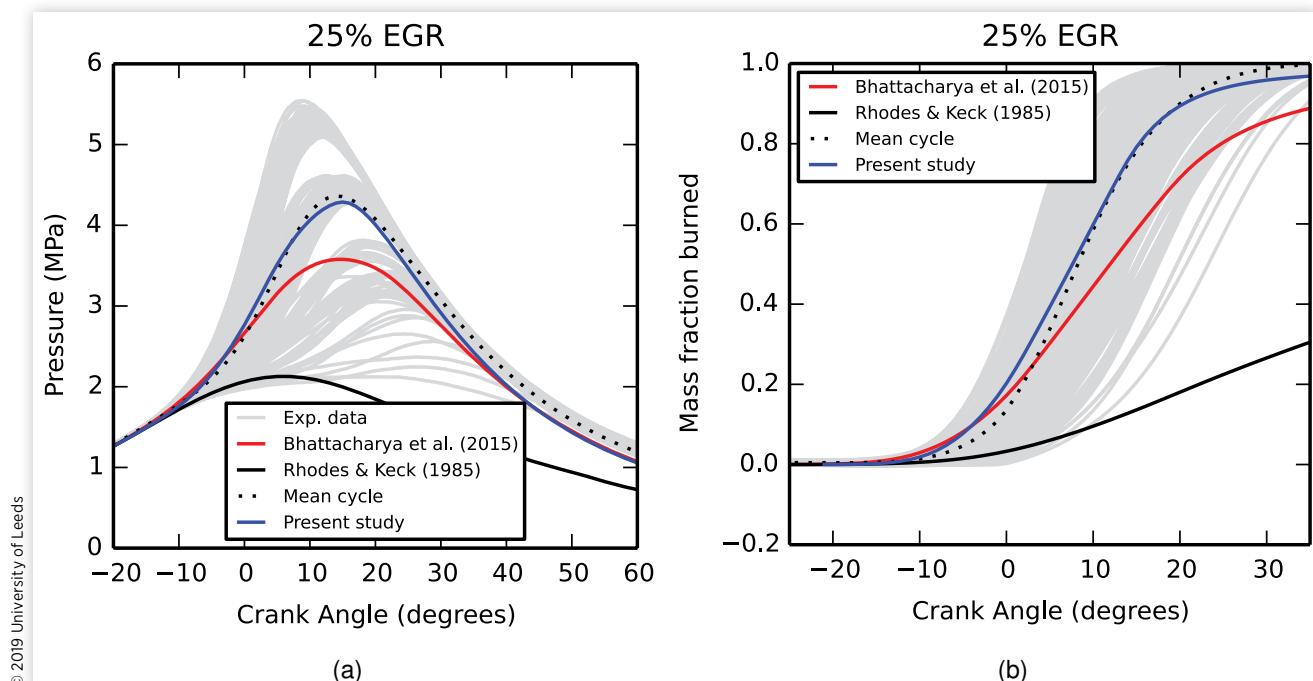 25% EGR
6
5
4
3
2
1
0
Pressure (MPa)
Exp. data
Bhattacharya et al. (2015)
Rhodes & Keck (1985)
Mean cycle
Present study
−20 −10 0 10 20 30 40 50 60
Crank Angle (degrees)
(a)
25% EGR
1.0
0.8
0.6
0.4
0.2
0.0
−0.2
Mass fraction burned
Bhattacharya et al. (2015)
Rhodes & Keck (1985)
Mean cycle
Present study
−20 −10 0 10 20 30
Crank Angle (degrees)
(b)
© 2019 University of Leeds